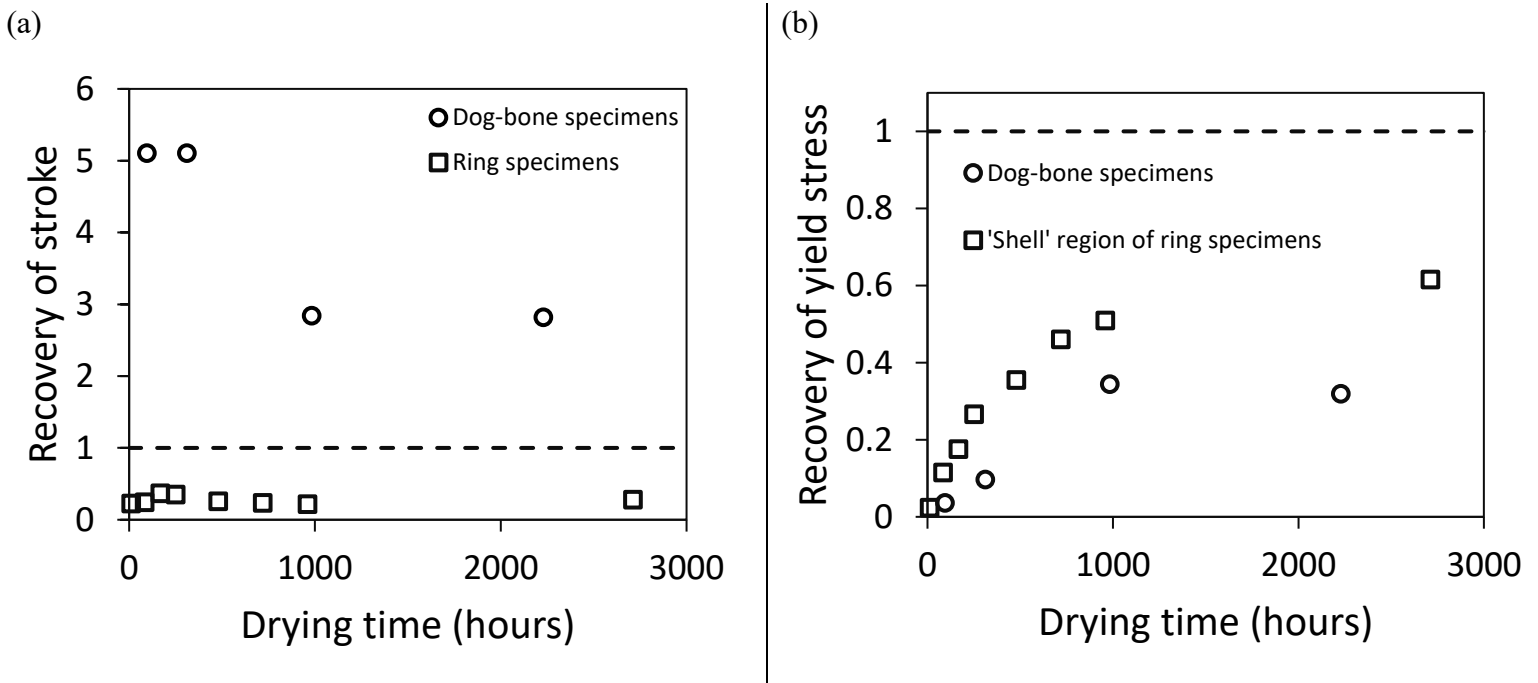 (a)
6
5
4
3
2
1
0
Recovery of stroke
Dog-bone specimens
Ring specimens
0 1000 2000 3000
Drying time (hours)
(b)
1
0.8
0.6
0.4
0.2
0
Recovery of yield stress
Dog-bone specimens
'Shell' region of ring specimens
0 1000 2000 3000
Drying time (hours)